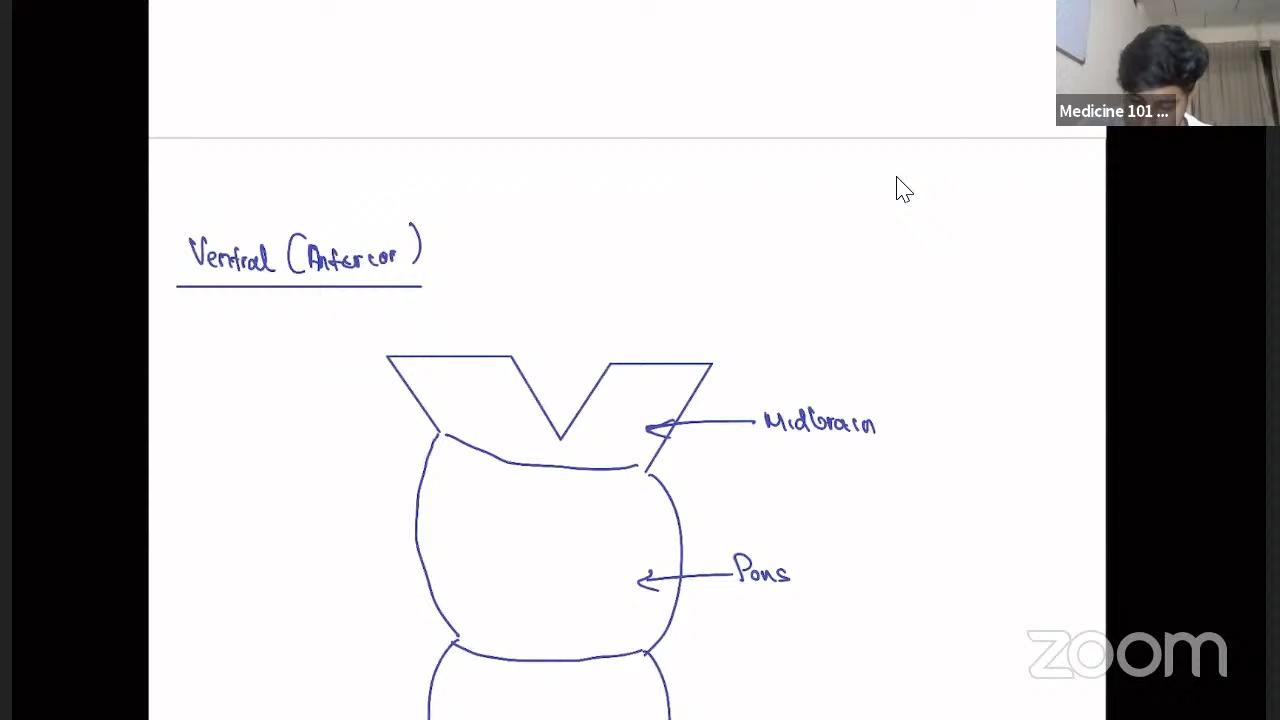 Medicine 101 ...
Ventral (Anterior)
Midbrain
Pons
zoom